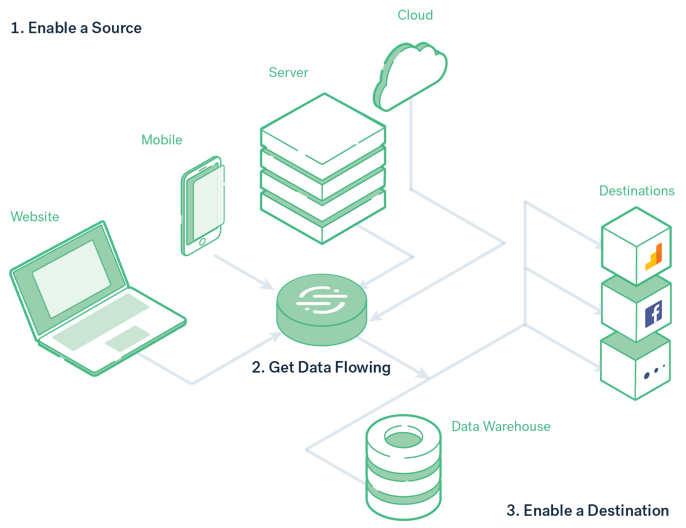 1. Enable a Source
Cloud
Server
Mobile
Website
Destinations
2. Get Data Flowing
Data Warehouse
3. Enable a Destination